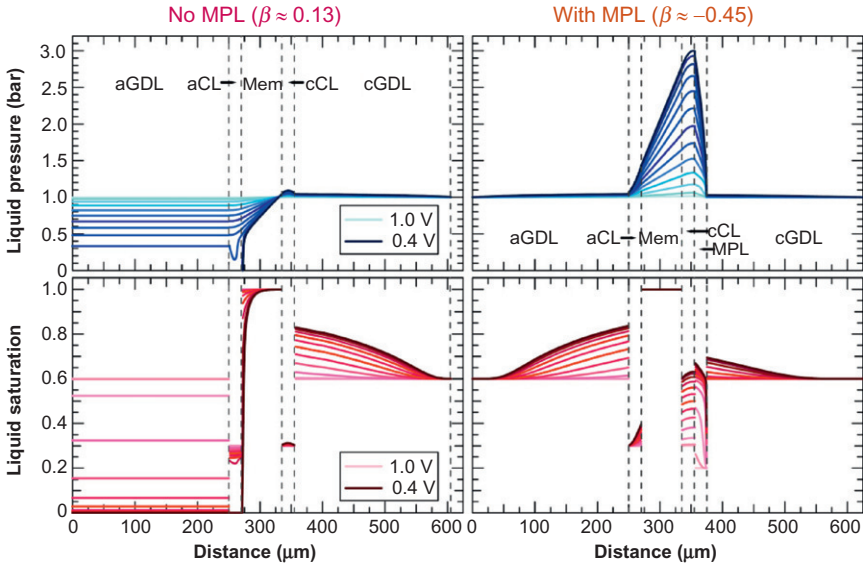 No MPL (β ≈ 0.13)
With MPL (β ≈ –0.45)
Liquid pressure (bar)
3.0
2.5
2.0
1.5
1.0
0.5
0
aGDL aCL Mem cCL cGDL
1.0 V
0.4 V
aGDL aCL Mem cCL cGDL
MPL
Liquid saturation
1.0
0.8
0.6
0.4
0.2
0
1.0 V
0.4 V
0 100 200 300 400 500 600
0 100 200 300 400 500 600
Distance (μm)
Distance (μm)